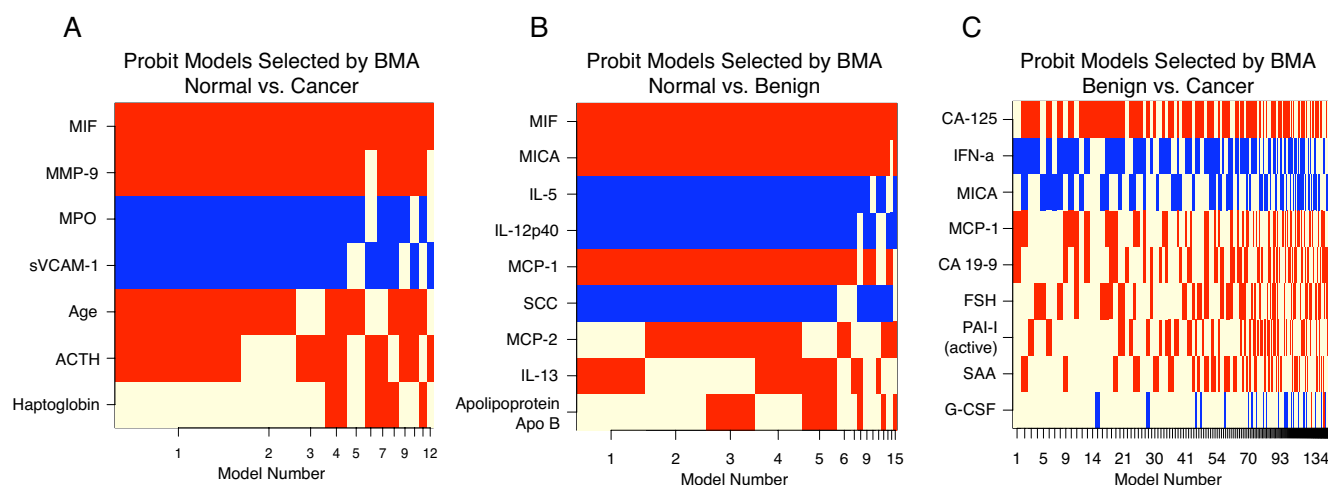 A
Probit Models Selected by BMA
Normal vs. Cancer
MIF
MMP-9
MPO
sVCAM-1
Age
ACTH
Haptoglobin
1 2 3 4 5 7 9 12
Model Number
B
Probit Models Selected by BMA
Normal vs. Benign
MIF
MICA
IL-5
IL-12p40
MCP-1
SCC
MCP-2
IL-13
Apolipoprotein
Apo B
1 2 3 4 5 6 9 15
Model Number
C
Probit Models Selected by BMA
Benign vs. Cancer
CA-125
IFN-a
MICA
MCP-1
CA 19-9
FSH
PAI-I
(active)
SAA
G-CSF
1 5 9 14 21 30 41 54 70 93 134
Model Number